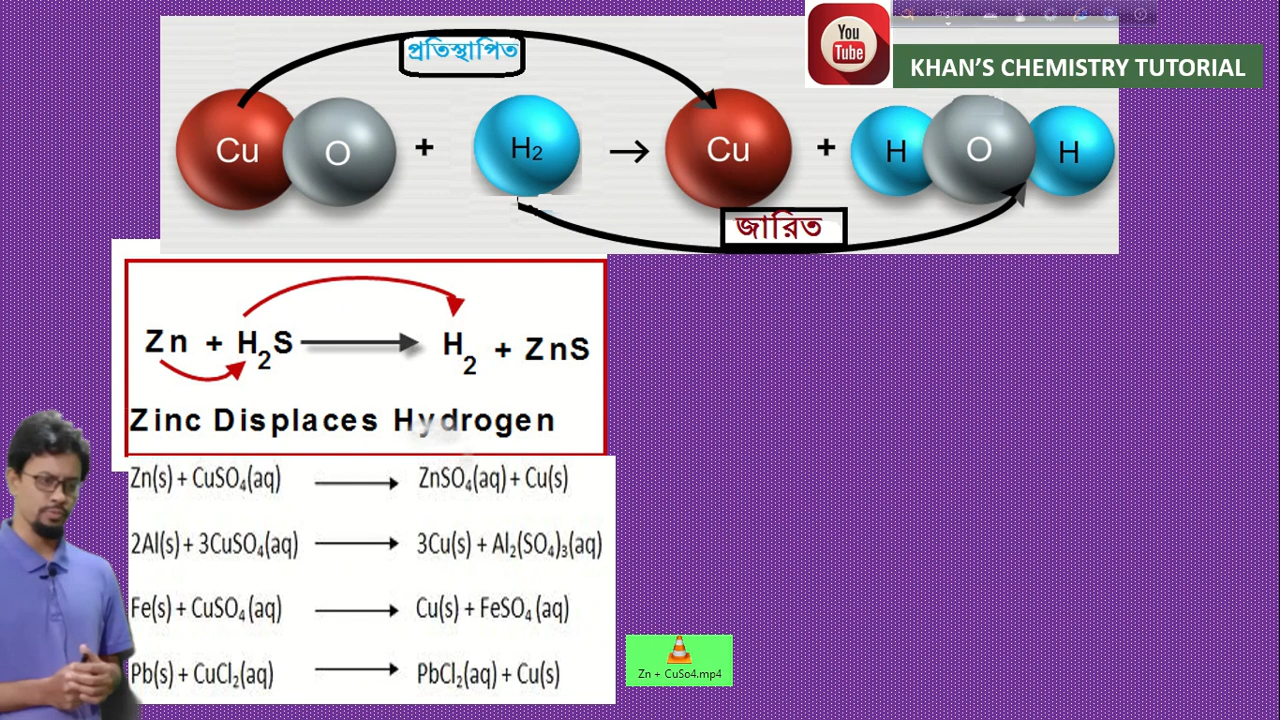 English
You
Tube
KHAN'S CHEMISTRY TUTORIAL
প্রতিস্থাপিত
Cu O + H₂ → Cu + H O H
জারিত
Zn + H₂S ⟶ H₂ + ZnS
Zinc Displaces Hydrogen
Zn(s) + CuSO₄(aq) ⟶ ZnSO₄(aq) + Cu(s)
2Al(s) + 3CuSO₄(aq) ⟶ 3Cu(s) + Al₂(SO₄)₃(aq)
Fe(s) + CuSO₄(aq) ⟶ Cu(s) + FeSO₄ (aq)
Pb(s) + CuCl₂(aq) ⟶ PbCl₂(aq) + Cu(s)
Zn + CuSo4.mp4